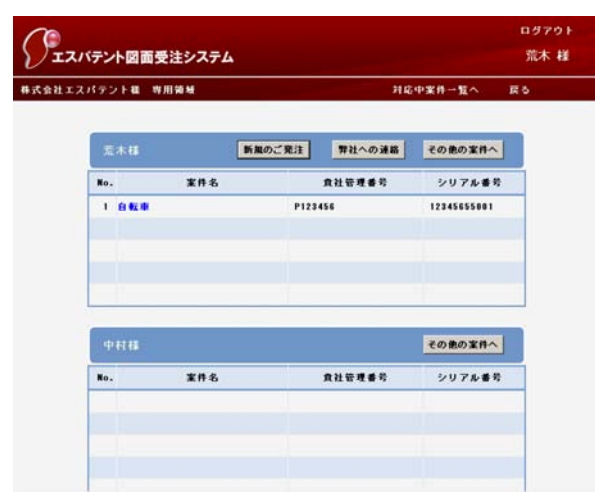 ログアウト
エスパテント図面受注システム
荒木 様
株式会社エスパテント様 専用領域
対応中案件一覧へ 戻る
荒木様 新規のご発注 弊社への連絡 その他の案件へ
No. 案件名 貴社管理番号 シリアル番号
1 自転車 P123456 12345655001
中村様 その他の案件へ
No. 案件名 貴社管理番号 シリアル番号